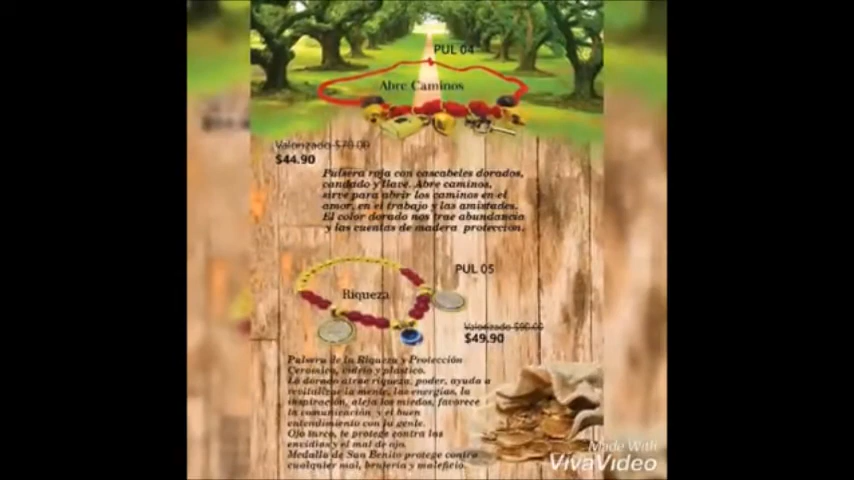 PUL 04
Abre Caminos
Valorizado $70.00
$44.90
Pulsera roja con cascabeles dorados,
candado y llave. Abre caminos,
sirve para abrir los caminos en el
amor, en el trabajo y las amistades.
El color dorado nos trae abundancia
y las cuentas de madera protección.
PUL 05
Riqueza
Valorizado $90.00
$49.90
Pulsera de la Riqueza y Protección
Cerámico, vidrio y plastico.
Lo dorado atrae riqueza, poder, ayuda a
revitalizar la mente, las energías, la
inspiración, aleja los miedos, favorece
la comunicación y el buen
entendimiento con la gente.
Ojo turco, te protege contra las
envidias y el mal de ojo.
Medalla de San Benito protege contra
cualquier mal, brujería y maleficio.
Made With
VivaVideo